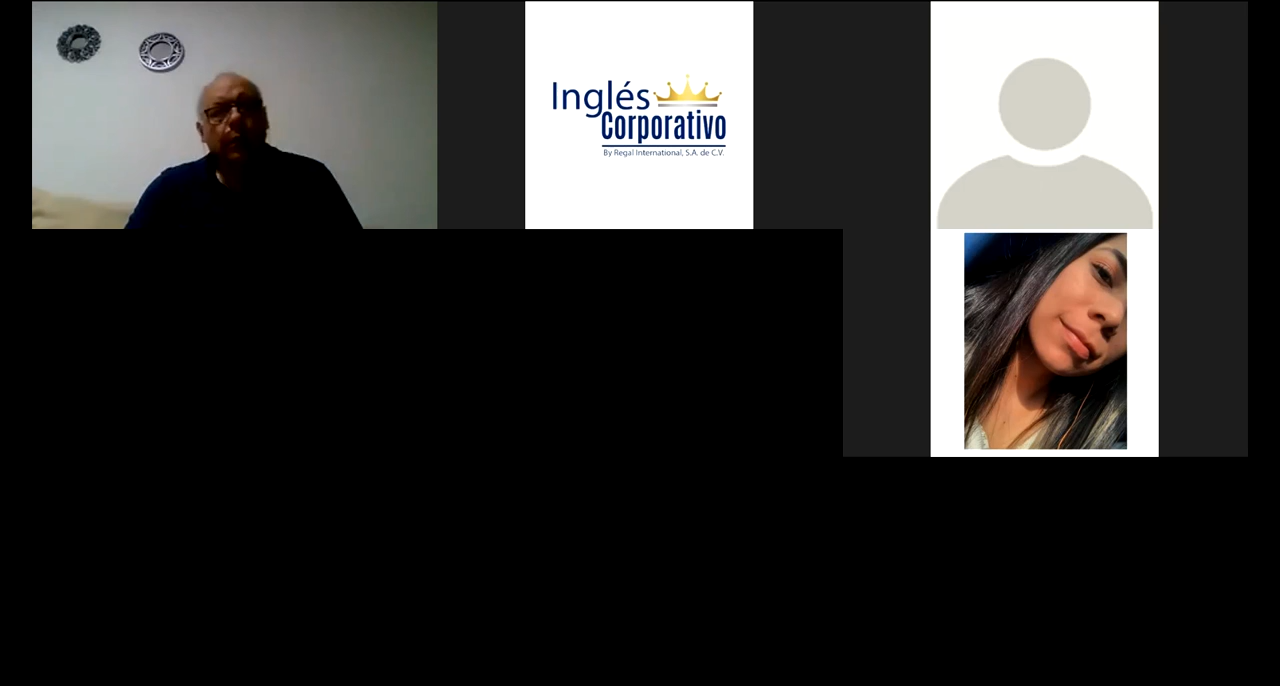 Inglés
Corporativo
By Regal International, S.A. de C.V.